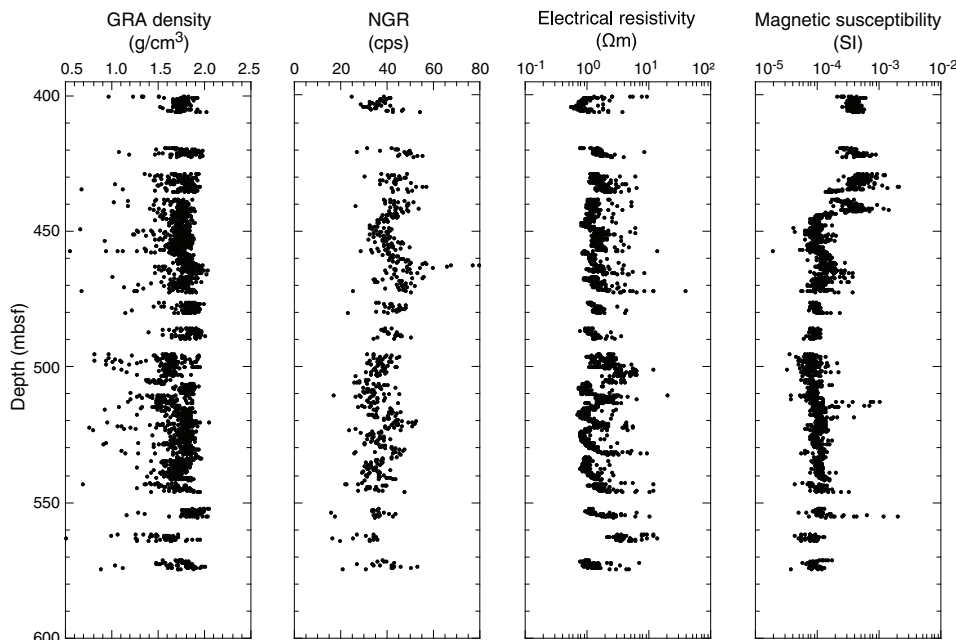 GRA density
(g/cm³)
0.5 1.0 1.5 2.0 2.5
NGR
(cps)
0 20 40 60 80
Electrical resistivity
(Ωm)
10⁻¹ 10⁰ 10¹ 10²
Magnetic susceptibility
(SI)
10⁻⁵ 10⁻⁴ 10⁻³ 10⁻²
Depth (mbsf)
400
450
500
550
600